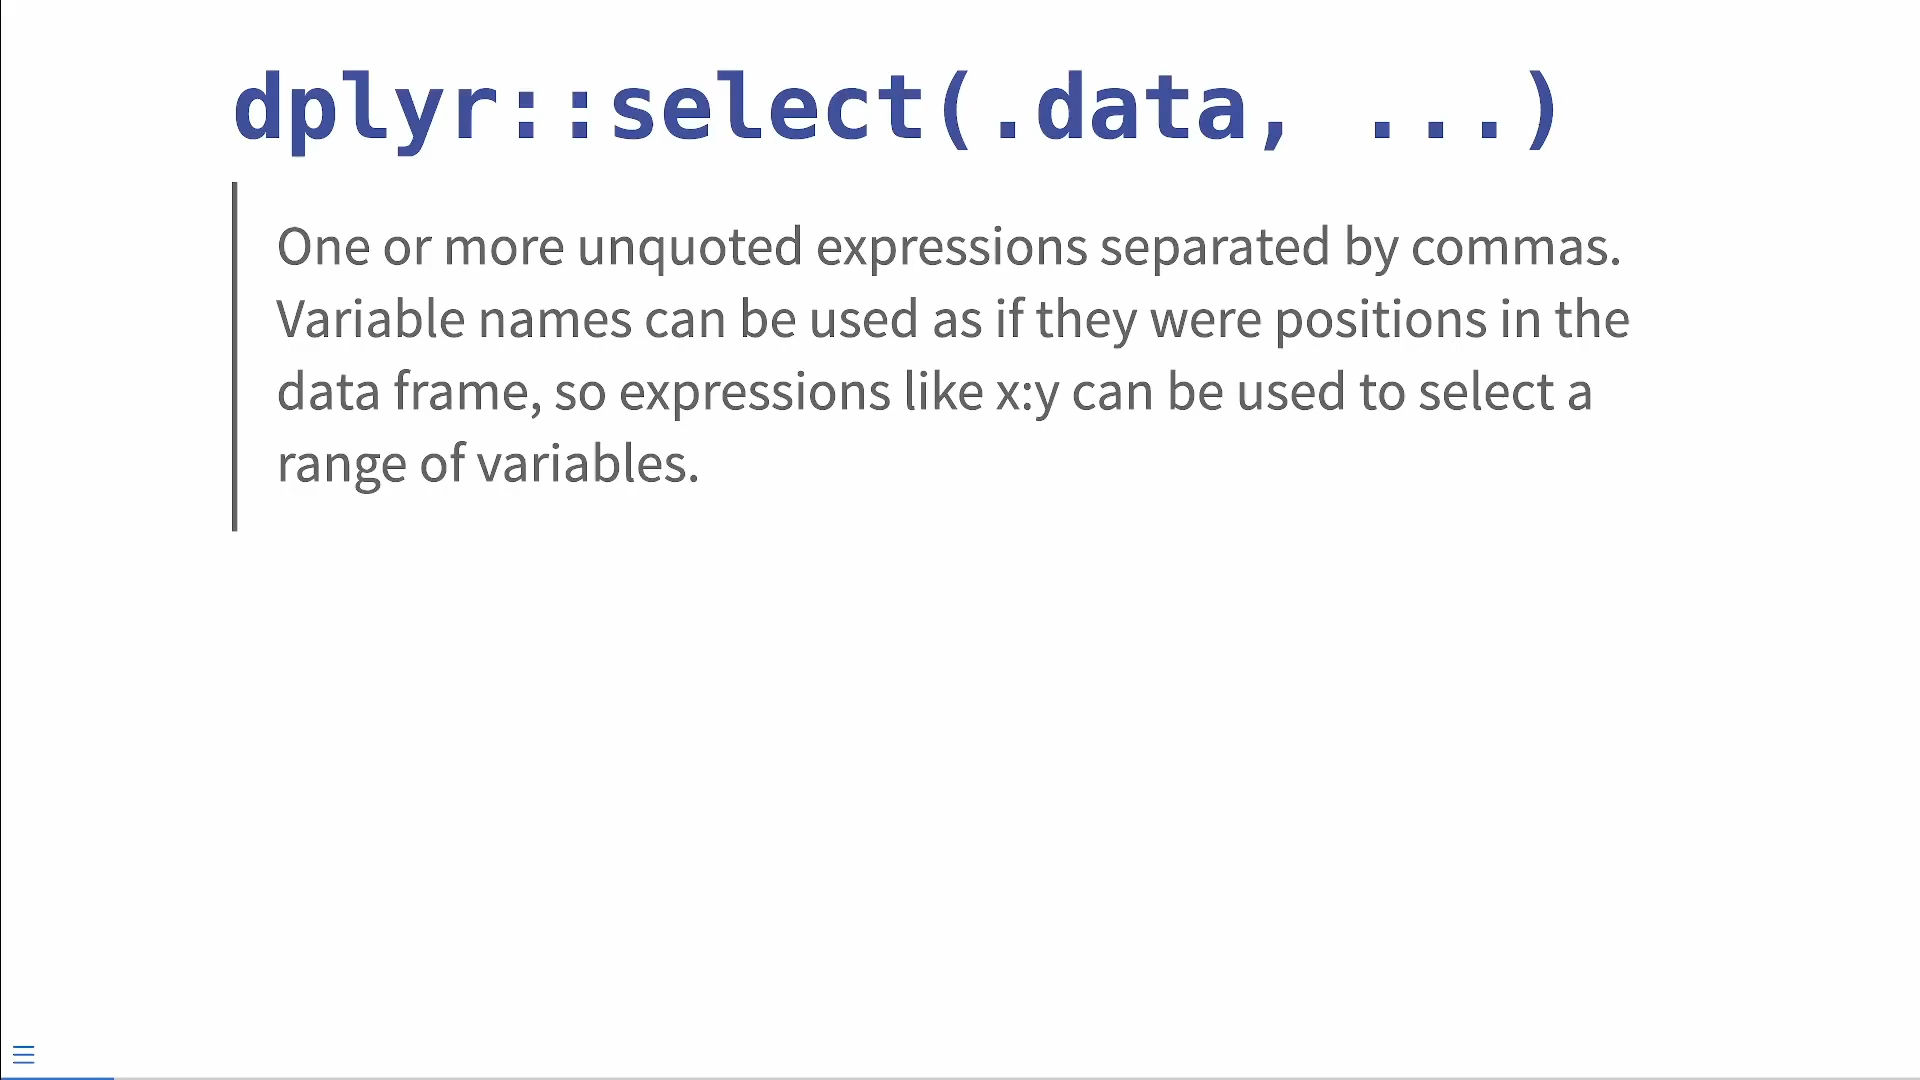 dplyr::select(.data, ...)
One or more unquoted expressions separated by commas.
Variable names can be used as if they were positions in the
data frame, so expressions like x:y can be used to select a
range of variables.